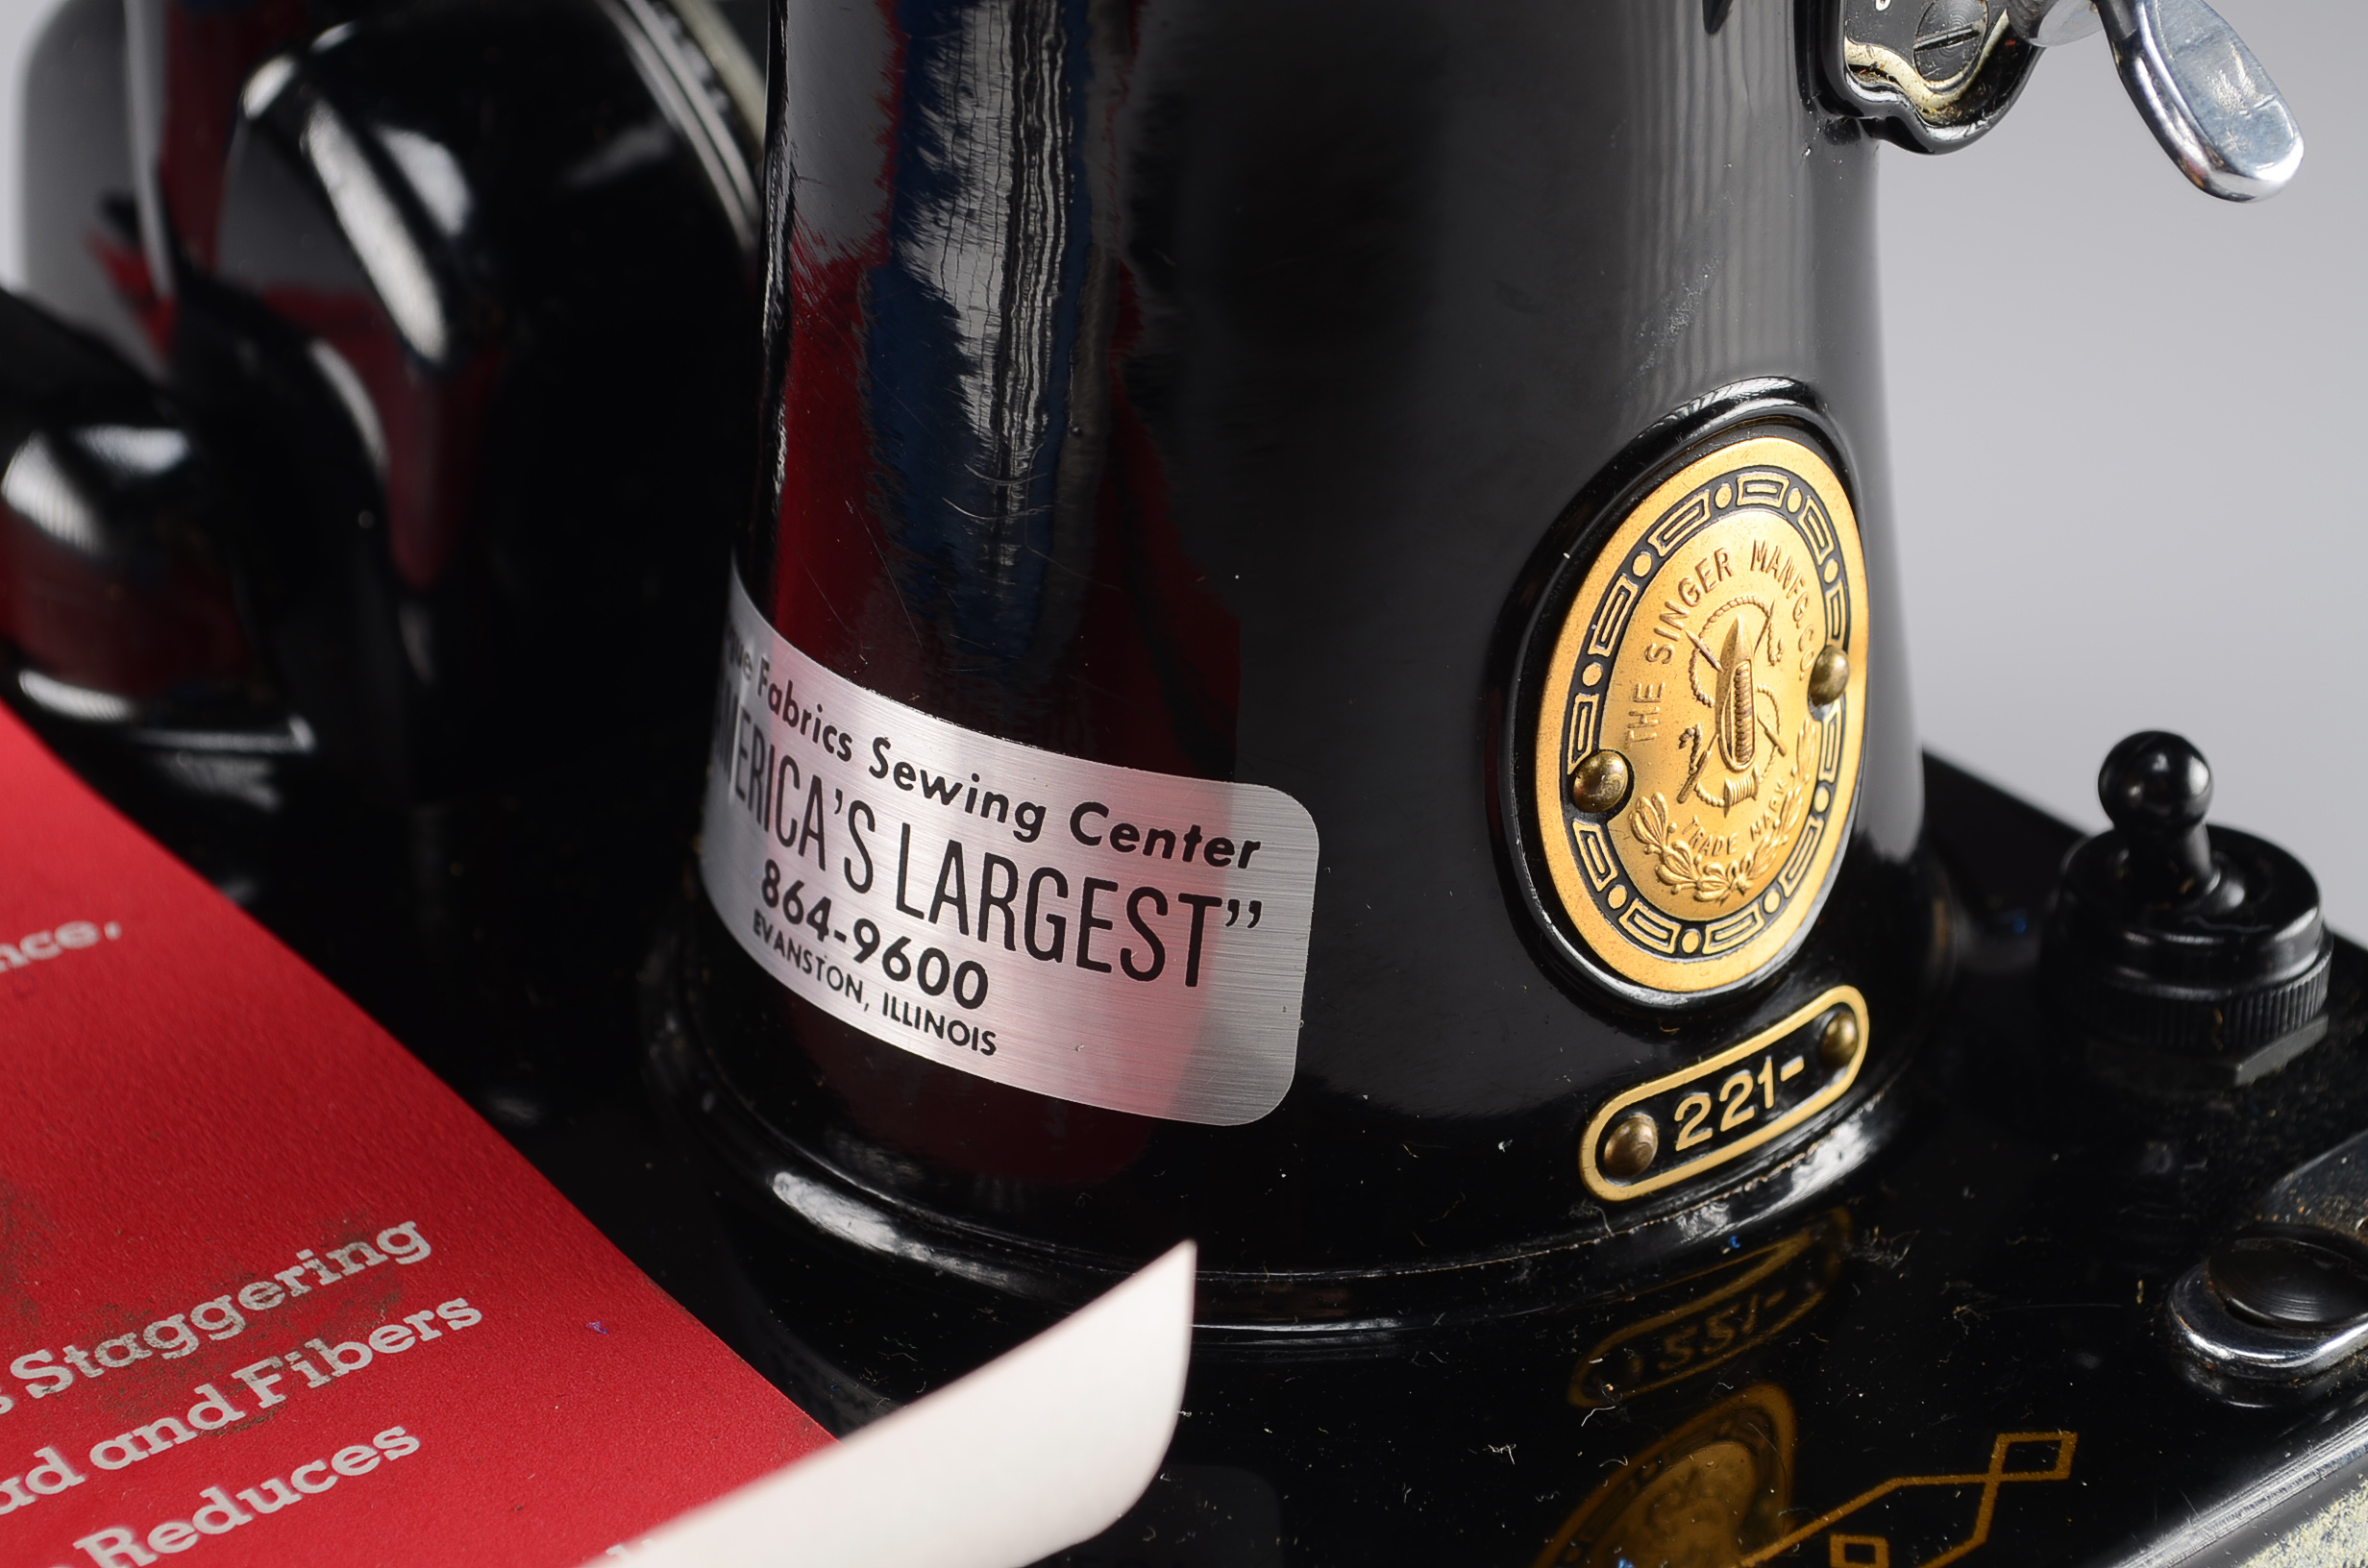 Fabrics Sewing Center
AMERICA'S LARGEST”
864-9600
EVANSTON, ILLINOIS
THE SINGER MANFG. CO.
TRADE MARK
221-
Staggering
and Fibers
Reduces